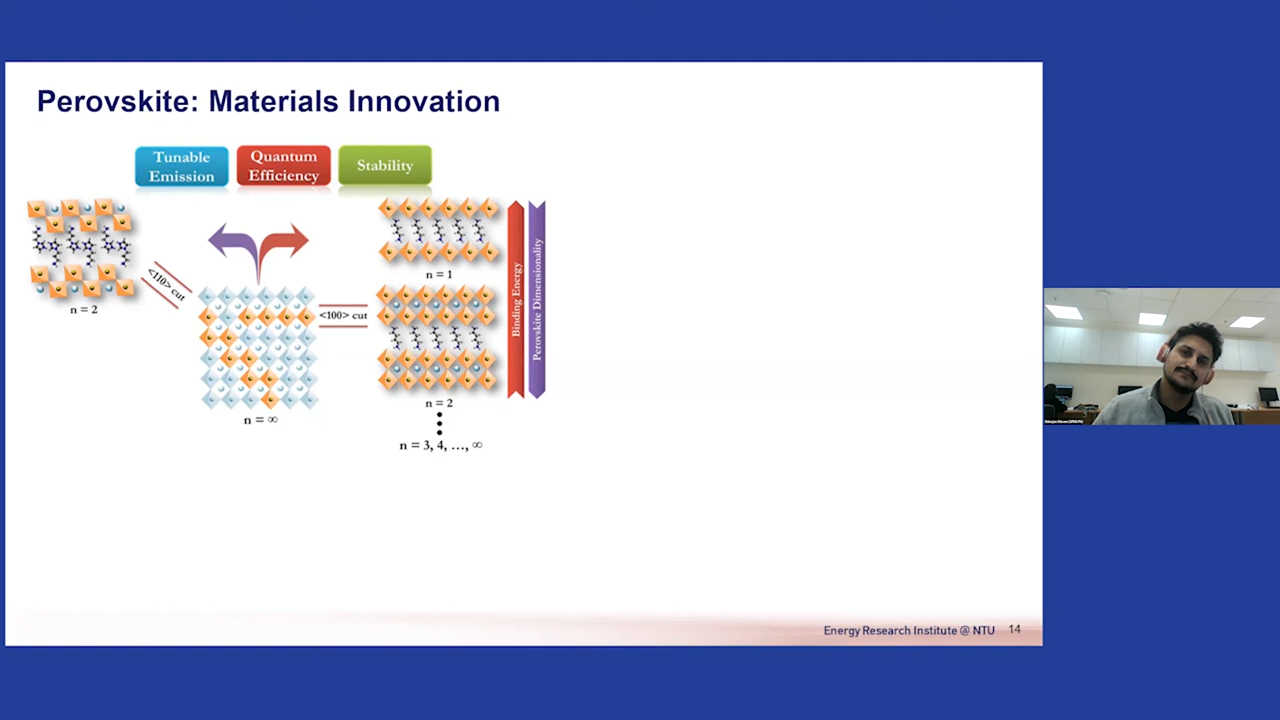 Perovskite: Materials Innovation
Tunable
Emission
Quantum
Efficiency
Stability
<110> cut
n = 2
n = ∞
<100> cut
n = 1
n = 2
n = 3, 4, ..., ∞
Binding Energy
Perovskite Dimensionality
Energy Research Institute @ NTU
14